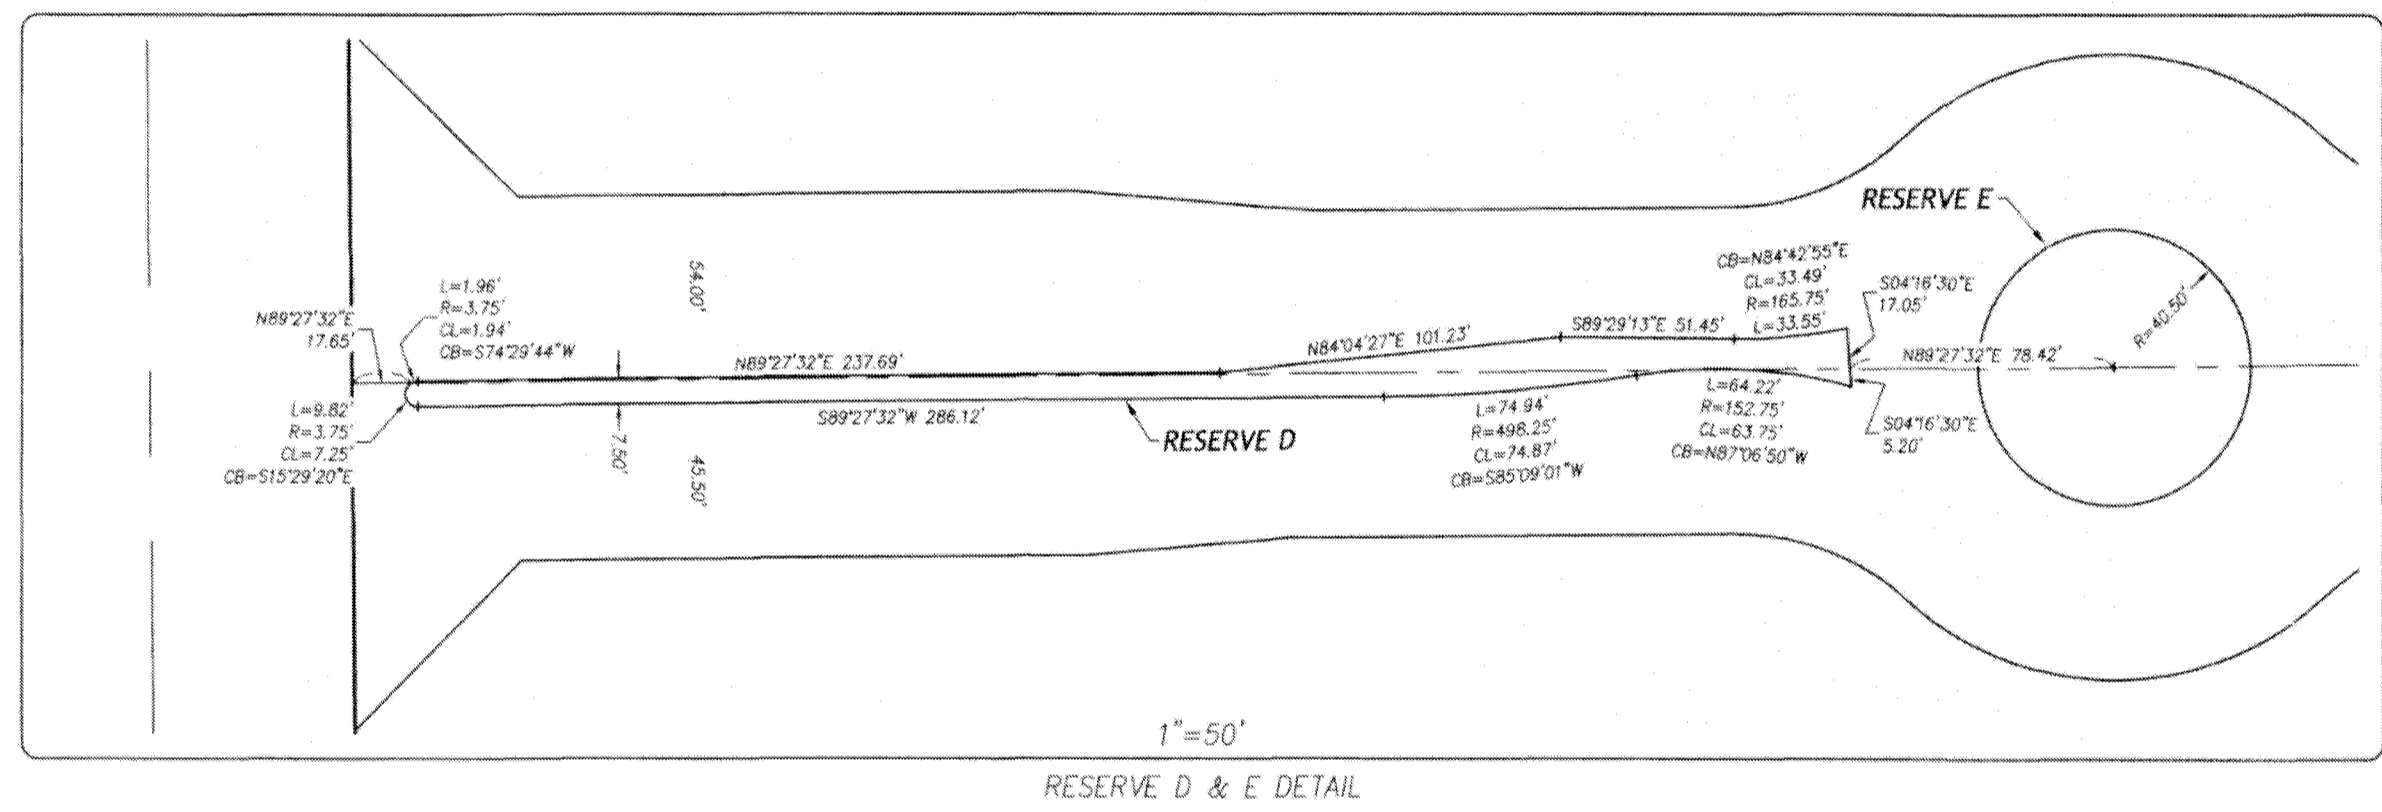 RESERVE E
CB=N84°42'55"E
CL=33.49'
R=165.75'
L=33.55'
S04°16'30"E
17.05'
R=40.50'
54.00'
L=1.96'
R=3.75'
CL=1.94'
CB=S74°29'44"W
N89°27'32"E
17.65'
N89°27'32"E 237.69'
N84°04'27"E 101.23'
S89°29'13"E 51.45'
N89°27'32"E 78.42'
L=9.82'
R=3.75'
CL=7.25'
CB=S15°29'20"E
S89°27'32"W 286.12'
7.50'
45.50'
RESERVE D
L=74.94'
R=498.25'
CL=74.87'
CB=S85°09'01"W
L=64.22'
R=152.75'
CL=63.75'
CB=N87°06'50"W
S04°16'30"E
5.20'
1"=50'
RESERVE D & E DETAIL